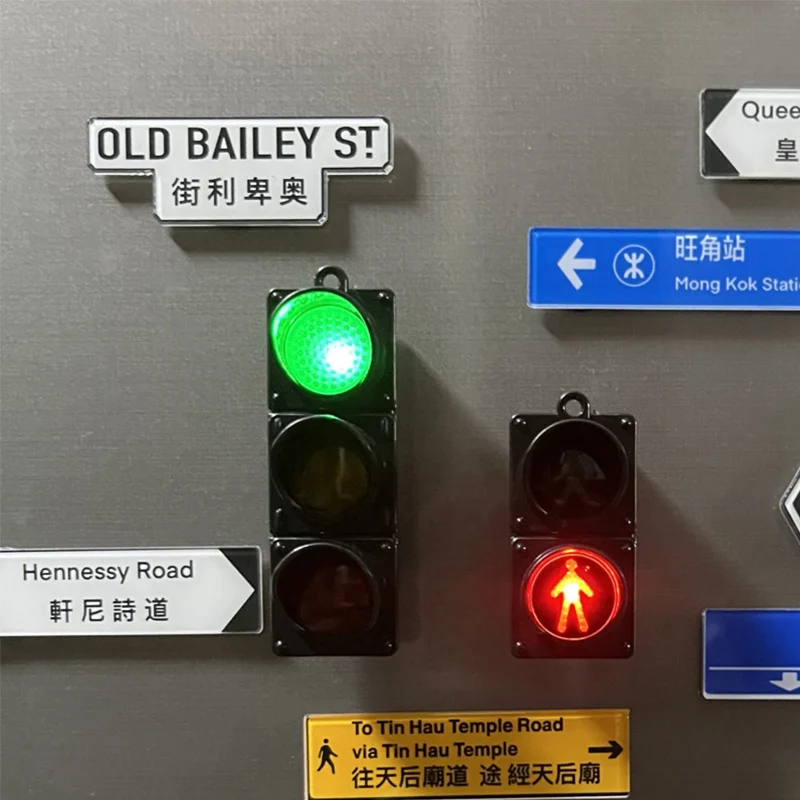 OLD BAILEY ST.
街利卑奥
Quee
皇
旺角站
Mong Kok Stati
Hennessy Road
軒尼詩道
To Tin Hau Temple Road
via Tin Hau Temple
往天后廟道 途經天后廟